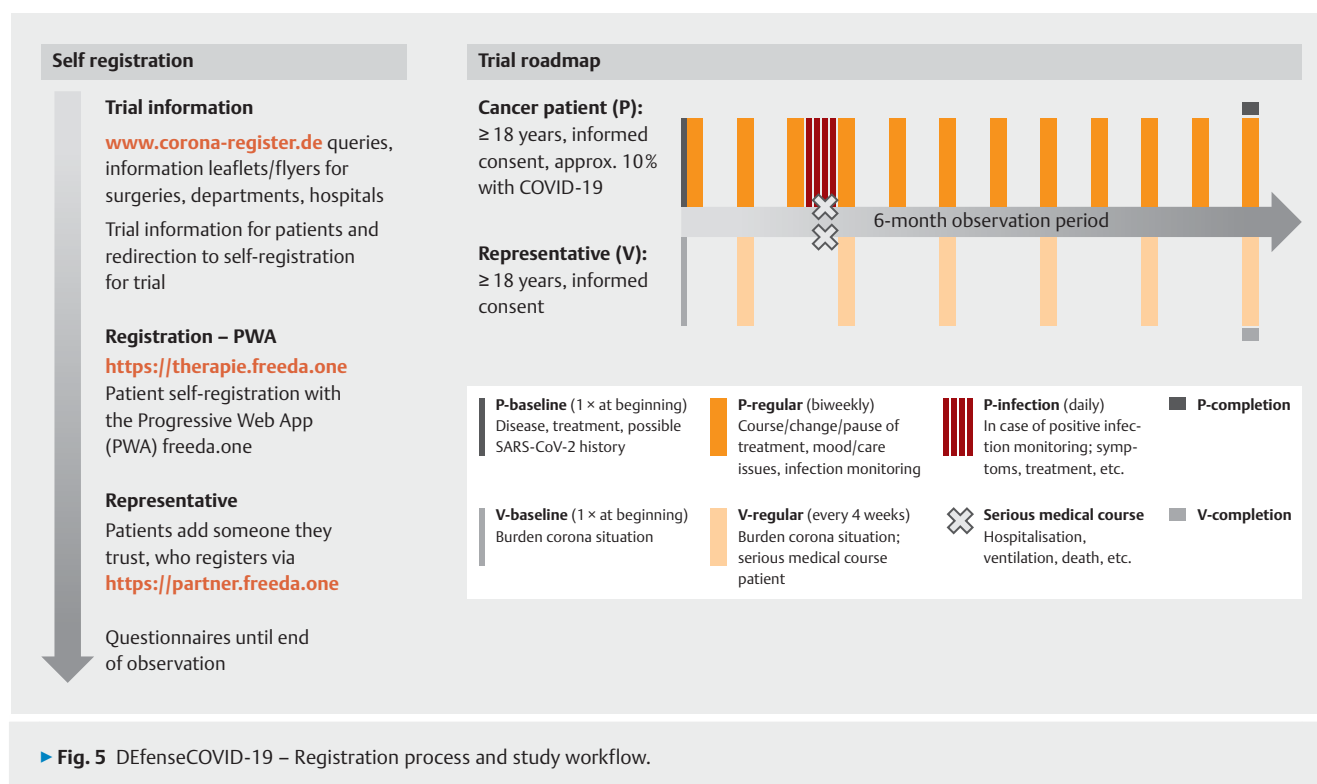 Self registration
Trial information
www.corona-register.de queries,
information leaflets/flyers for
surgeries, departments, hospitals
Trial information for patients and
redirection to self-registration
for trial
Registration – PWA
https://therapie.freeda.one
Patient self-registration with
the Progressive Web App
(PWA) freeda.one
Representative
Patients add someone they
trust, who registers via
https://partner.freeda.one
Questionnaires until end
of observation
Trial roadmap
Cancer patient (P):
≥ 18 years, informed
consent, approx. 10%
with COVID-19
6-month observation period
Representative (V):
≥ 18 years, informed
consent
P-baseline (1 × at beginning)
Disease, treatment, possible
SARS-CoV-2 history
P-regular (biweekly)
Course/change/pause of
treatment, mood/care
issues, infection monitoring
P-infection (daily)
In case of positive infec-
tion monitoring; symp-
toms, treatment, etc.
P-completion
V-baseline (1 × at beginning)
Burden corona situation
V-regular (every 4 weeks)
Burden corona situation;
serious medical course
patient
Serious medical course
Hospitalisation,
ventilation, death, etc.
V-completion
▶ Fig. 5 DEfenseCOVID-19 – Registration process and study workflow.